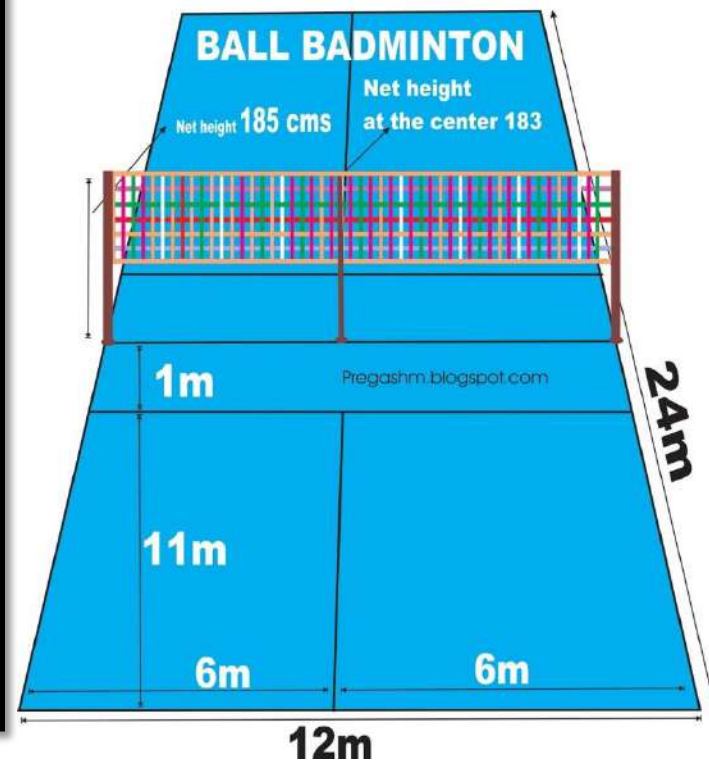 BALL BADMINTON
Net height
at the center 183
Net height 185 cms
1m
Pregashm.blogspot.com
24m
11m
6m
6m
12m